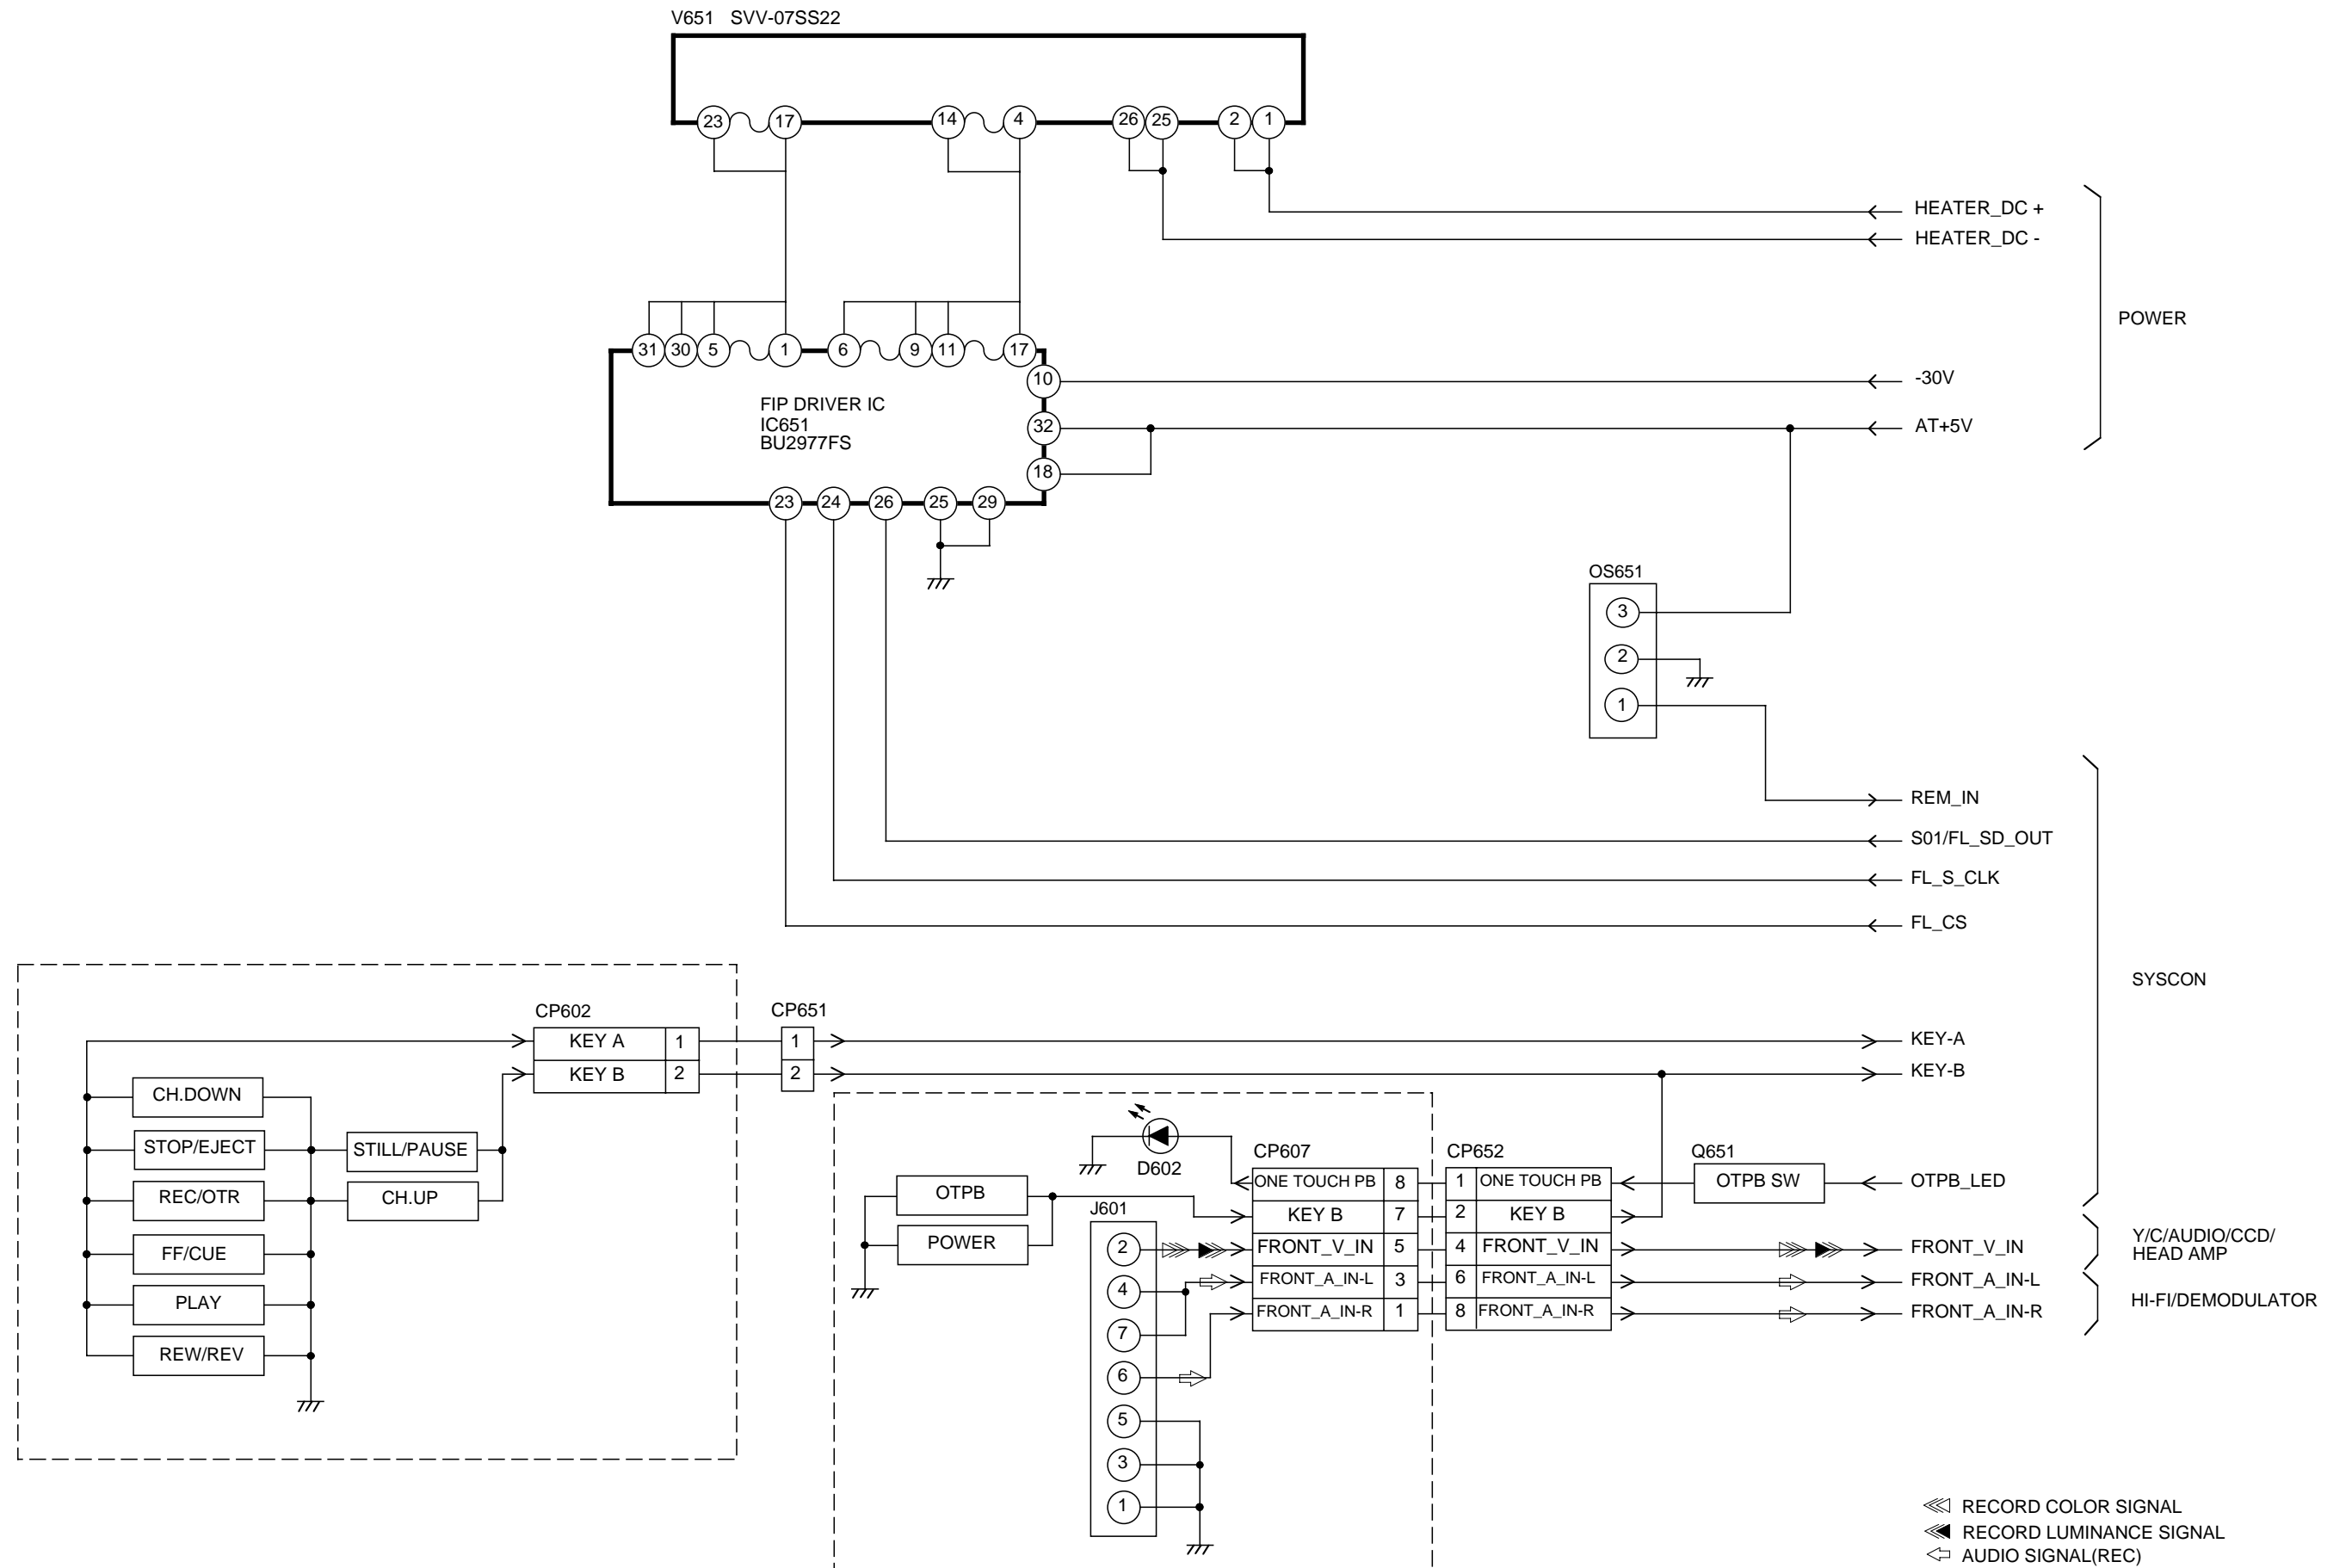 V651 SVV-07SS22
23 17 14 4 26 25 2 1
HEATER_DC +
HEATER_DC -
POWER
31 30 5 1 6 9 11 17
10
-30V
FIP DRIVER IC
IC651
BU2977FS
32
AT+5V
18
23 24 26 25 29
OS651
3
2
1
REM_IN
S01/FL_SD_OUT
FL_S_CLK
FL_CS
SYSCON
CP602
CP651
KEY A 1
1
KEY-A
KEY B 2
2
KEY-B
CH.DOWN
STOP/EJECT
STILL/PAUSE
REC/OTR
CH.UP
FF/CUE
PLAY
REW/REV
D602
CP607
CP652
Q651
ONE TOUCH PB 8
1 ONE TOUCH PB
OTPB SW
OTPB_LED
OTPB
POWER
J601
KEY B 7
2 KEY B
2
FRONT_V_IN 5
4 FRONT_V_IN
FRONT_V_IN
Y/C/AUDIO/CCD/
HEAD AMP
4
FRONT_A_IN-L 3
6 FRONT_A_IN-L
FRONT_A_IN-L
HI-FI/DEMODULATOR
FRONT_A_IN-R 1
8 FRONT_A_IN-R
FRONT_A_IN-R
7
6
5
3
1
RECORD COLOR SIGNAL
RECORD LUMINANCE SIGNAL
AUDIO SIGNAL(REC)